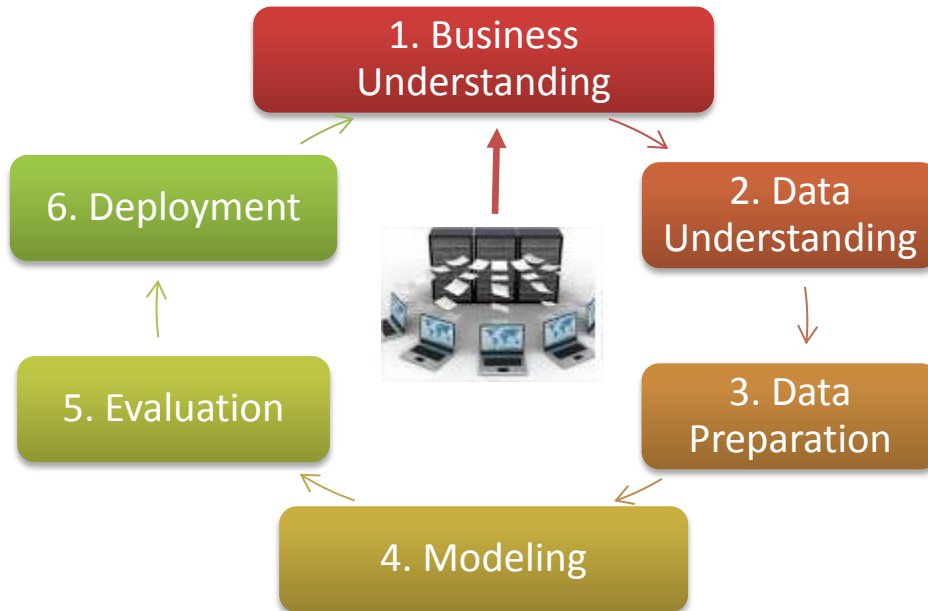 1. Business
Understanding
2. Data
Understanding
3. Data
Preparation
4. Modeling
5. Evaluation
6. Deployment